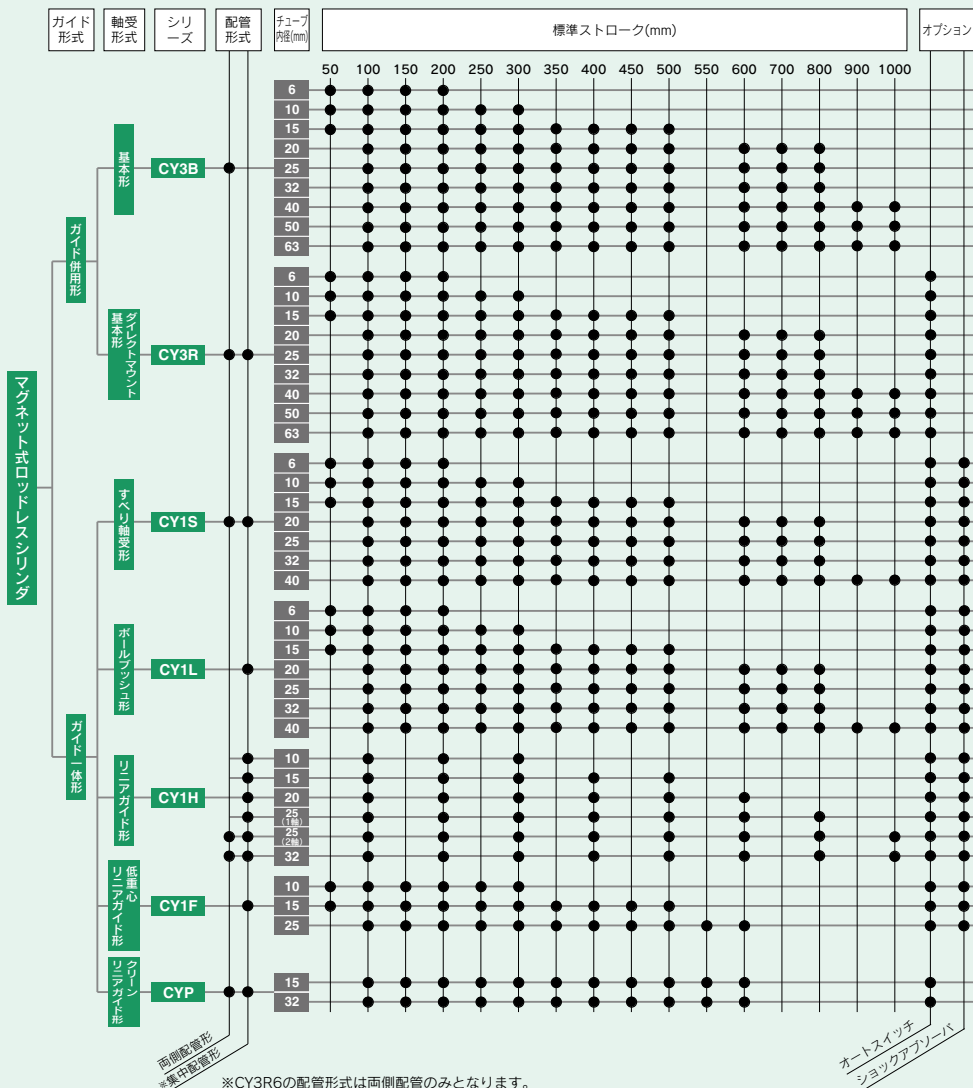 ガイド
形式
軸受
形式
シリ
ーズ
配管
形式
チューブ
内径(mm)
標準ストローク(mm)
オプション
50 100 150 200 250 300 350 400 450 500 550 600 700 800 900 1000
マグネット式ロッドレスシリンダ
ガイド併用形
基本形
CY3B
6
10
15
20
25
32
40
50
63
ダイレクトマウント
基本形
CY3R
6
10
15
20
25
32
40
50
63
ガイド一体形
すべり軸受形
CY1S
6
10
15
20
25
32
40
ボールブッシュ形
CY1L
6
10
15
20
25
32
40
リニアガイド形
CY1H
10
15
20
25
(1軸)
25
(2軸)
32
低重心
リニアガイド形
CY1F
10
15
25
クリーン
リニアガイド形
CYP
15
32
両側配管形
※集中配管形
オートスイッチ
ショックアブソーバ
※CY3R6の配管形式は両側配管のみとなります。